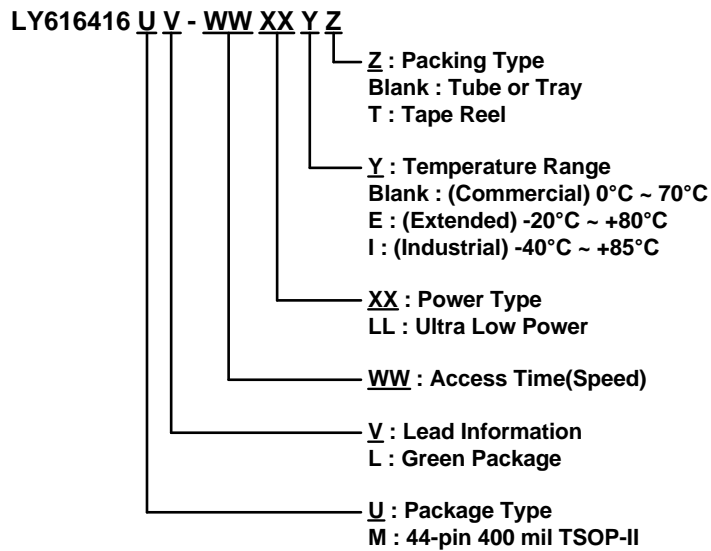 LY616416 U V - WW XX Y Z
Z : Packing Type
Blank : Tube or Tray
T : Tape Reel
Y : Temperature Range
Blank : (Commercial) 0°C ~ 70°C
E : (Extended) -20°C ~ +80°C
I : (Industrial) -40°C ~ +85°C
XX : Power Type
LL : Ultra Low Power
WW : Access Time(Speed)
V : Lead Information
L : Green Package
U : Package Type
M : 44-pin 400 mil TSOP-II